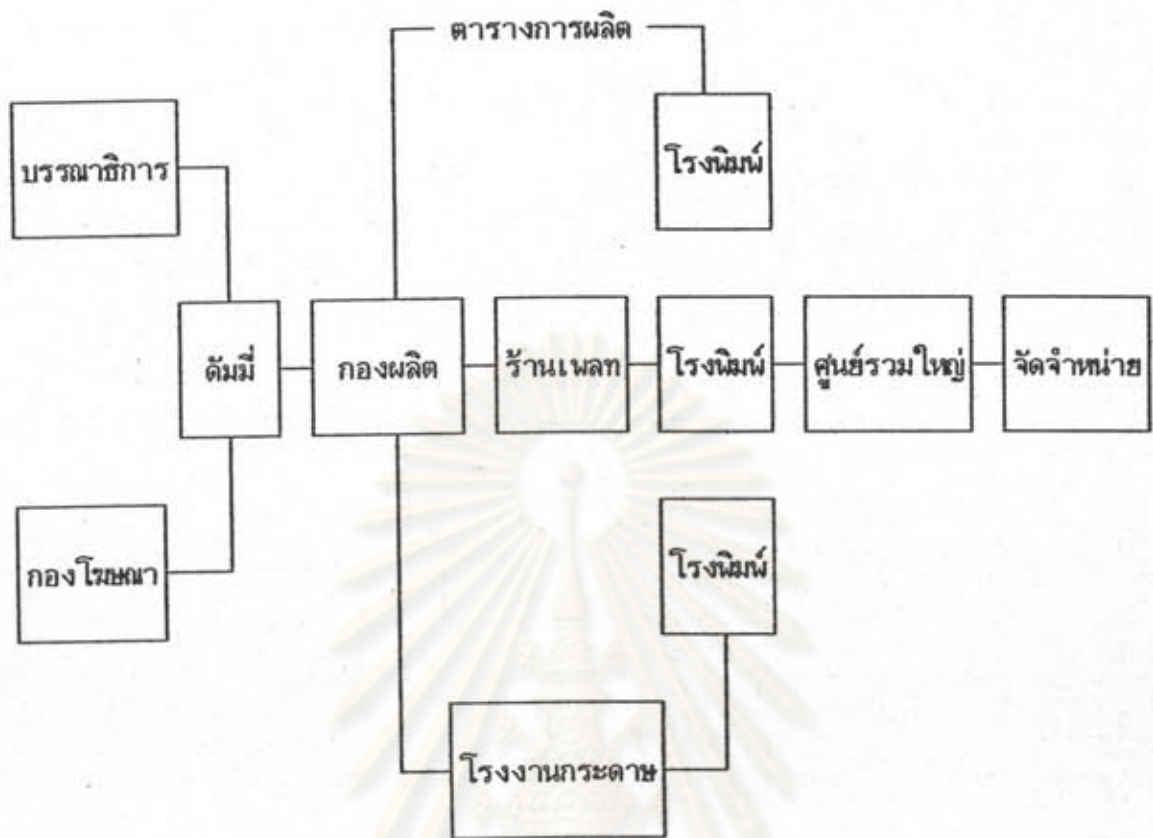 ตารางการผลิต
บรรณาธิการ
โรงพิมพ์
ดัมมี่
กองผลิต
ร้านเพลท
โรงพิมพ์
ศูนย์รวมใหญ่
จัดจำหน่าย
กองโฆษณา
โรงพิมพ์
โรงงานกระดาษ